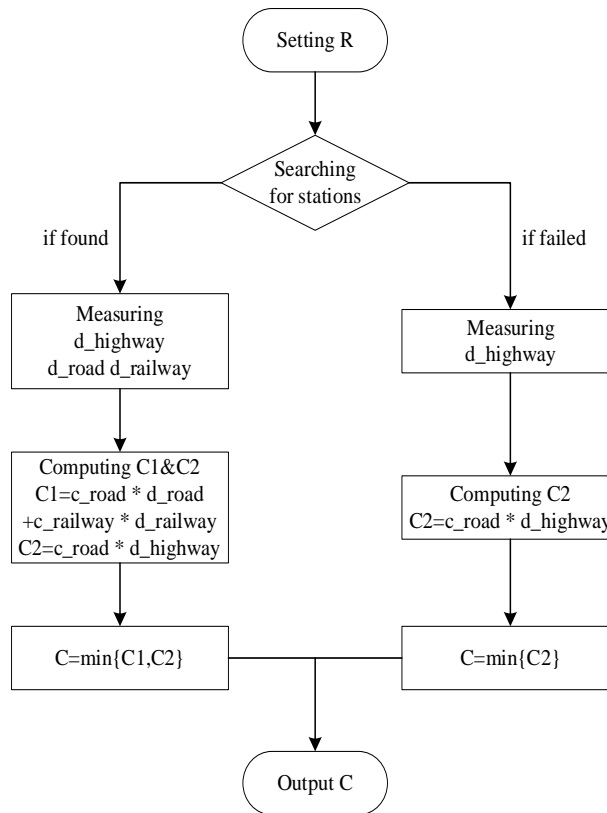 Setting R
Searching
for stations
if found
if failed
Measuring
d_highway
d_road d_railway
Measuring
d_highway
Computing C1&C2
C1=c_road * d_road
+c_railway * d_railway
C2=c_road * d_highway
Computing C2
C2=c_road * d_highway
C=min{C1,C2}
C=min{C2}
Output C